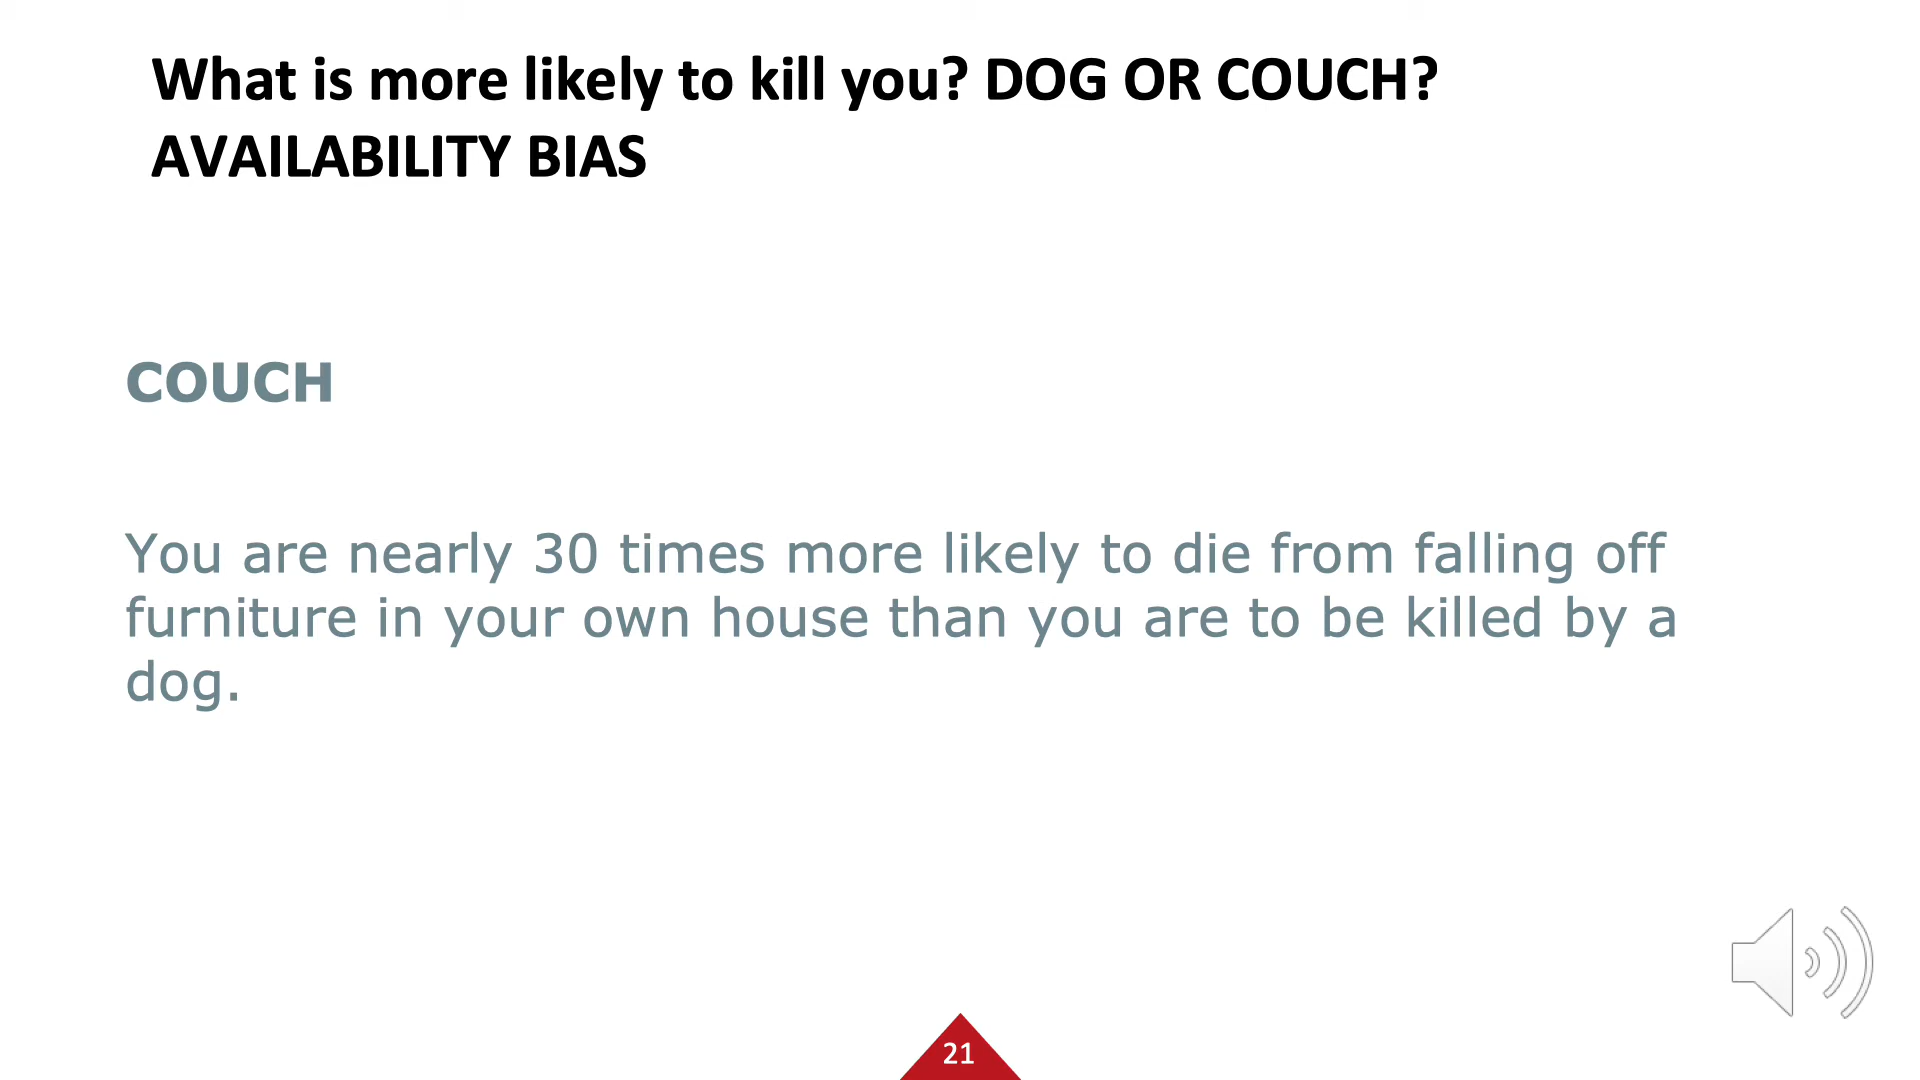 What is more likely to kill you? DOG OR COUCH?
AVAILABILITY BIAS
COUCH
You are nearly 30 times more likely to die from falling off
furniture in your own house than you are to be killed by a
dog.
21